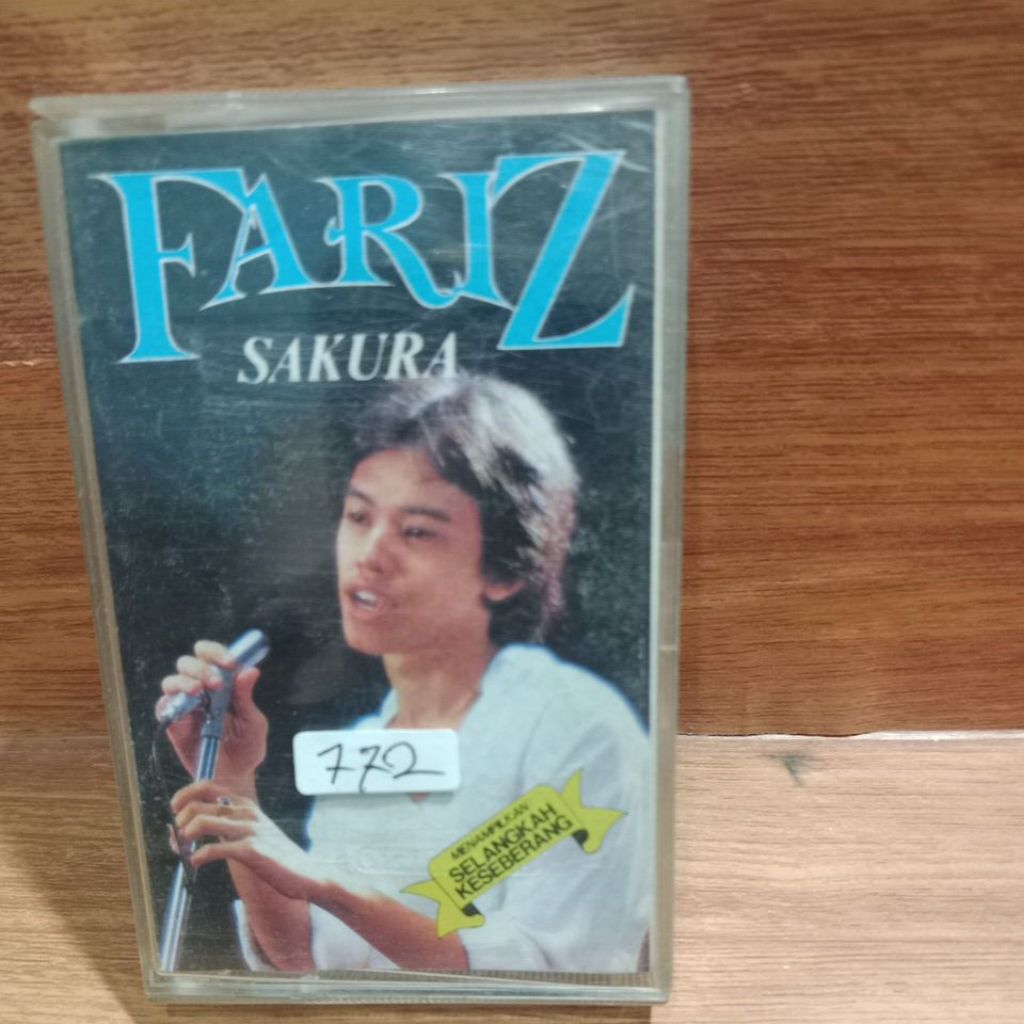 FARIZ
SAKURA
772
MENAMPILKAN
SELANGKAH
KESEBERANG